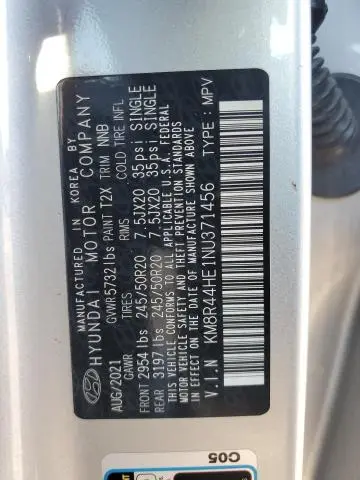 MANUFACTURED IN KOREA BY
HYUNDAI MOTOR COMPANY
AUG/2021 GVWR 5732 lbs PAINT T2X TRIM NNB
GAWR TIRES RIMS COLD TIRE INFL
FRONT 2954 lbs 245/50R20 7.5JX20 35psi SINGLE
REAR 3197 lbs 245/50R20 7.5JX20 35psi SINGLE
THIS VEHICLE CONFORMS TO ALL APPLICABLE U.S.A. FEDERAL
MOTOR VEHICLE SAFETY AND THEFT PREVENTION STANDARDS
IN EFFECT ON THE DATE OF MANUFACTURE SHOWN ABOVE.
V.I.N KM8R44HE1NU371456 TYPE : MPV
C05